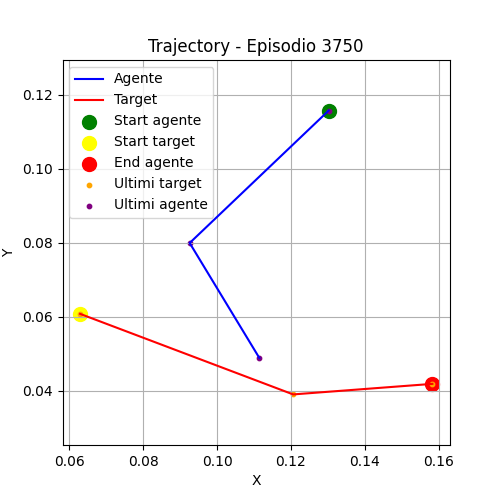 Trajectory - Episodio 3750
Agente
Target
Start agente
Start target
End agente
Ultimi target
Ultimi agente
0.12
0.10
0.08
0.06
0.04
Y
0.06 0.08 0.10 0.12 0.14 0.16
X